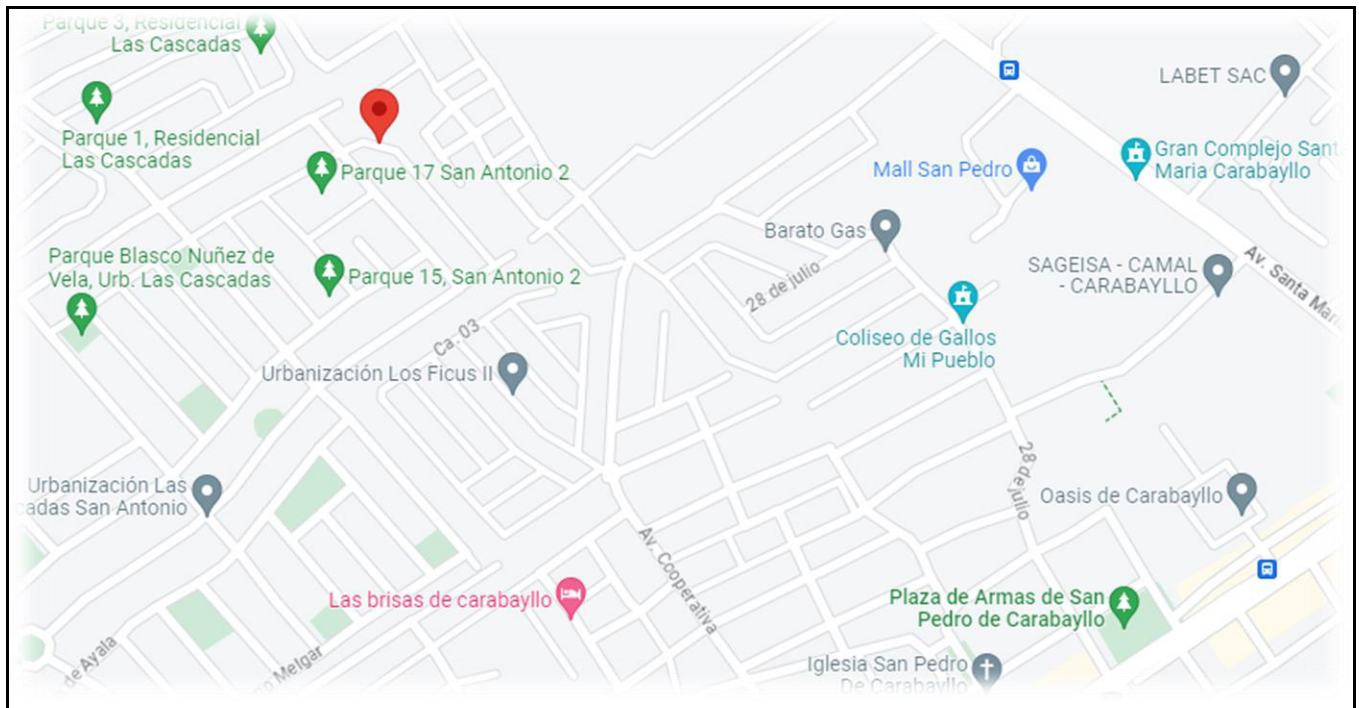 Parque 3, Residencial
Las Cascadas
LABET SAC
Parque 1, Residencial
Las Cascadas
Gran Complejo Sant
Maria Carabayllo
Mall San Pedro
Parque 17 San Antonio 2
Barato Gas
Parque Blasco Nuñez de
Vela, Urb. Las Cascadas
SAGEISA - CAMAL
- CARABAYLLO
Av. Santa Mar
Parque 15, San Antonio 2
28 de julio
Ca. 03
Coliseo de Gallos
Mi Pueblo
Urbanización Los Ficus II
28 de julio
Urbanización Las
cadas San Antonio
Oasis de Carabayllo
Av. Cooperativa
Las brisas de carabayllo
Plaza de Armas de San
Pedro de Carabayllo
de Ayala
no Melgar
Iglesia San Pedro
De Carabayllo